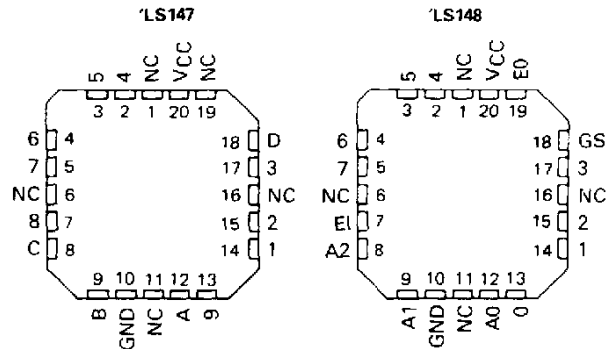 'LS147 'LS148
5 4 NC VCC NC 5 4 NC VCC E0
3 2 1 20 19 3 2 1 20 19
6 4 18 D 6 4 18 GS
7 5 17 3 7 5 17 3
NC 6 16 NC NC 6 16 NC
8 7 15 2 EI 7 15 2
C 8 14 1 A2 8 14 1
9 10 11 12 13 9 10 11 12 13
B GND NC A 9 A1 GND NC A0 0